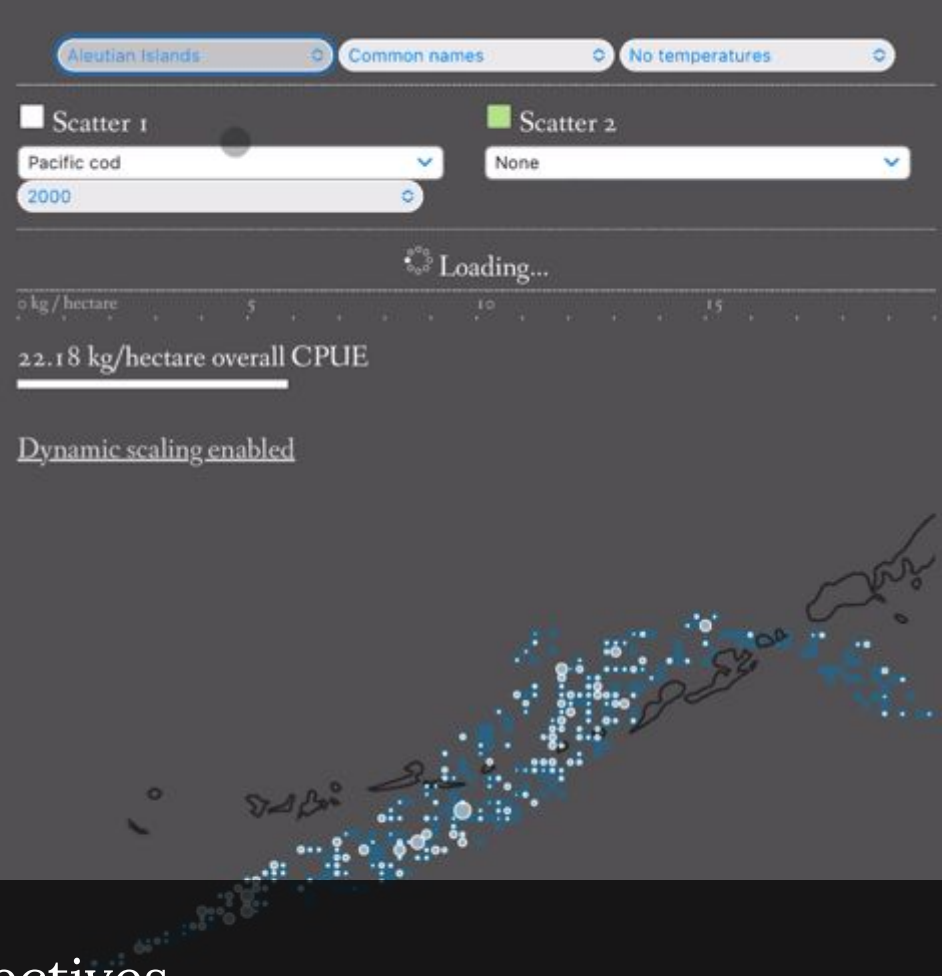 Aleutian Islands Common names No temperatures
Scatter 1 Scatter 2
Pacific cod None
2000
Loading...
0 kg / hectare 5 10 15
22.18 kg/hectare overall CPUE
Dynamic scaling enabled